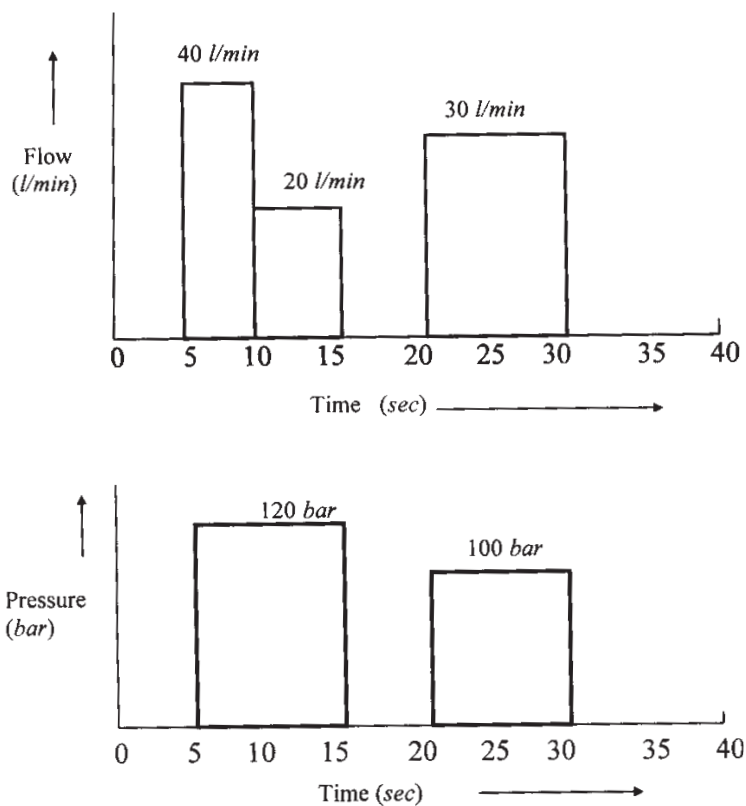 40 l/min
30 l/min
Flow
(l/min)
20 l/min
0 5 10 15 20 25 30 35 40
Time (sec)
120 bar
100 bar
Pressure
(bar)
0 5 10 15 20 25 30 35 40
Time (sec)